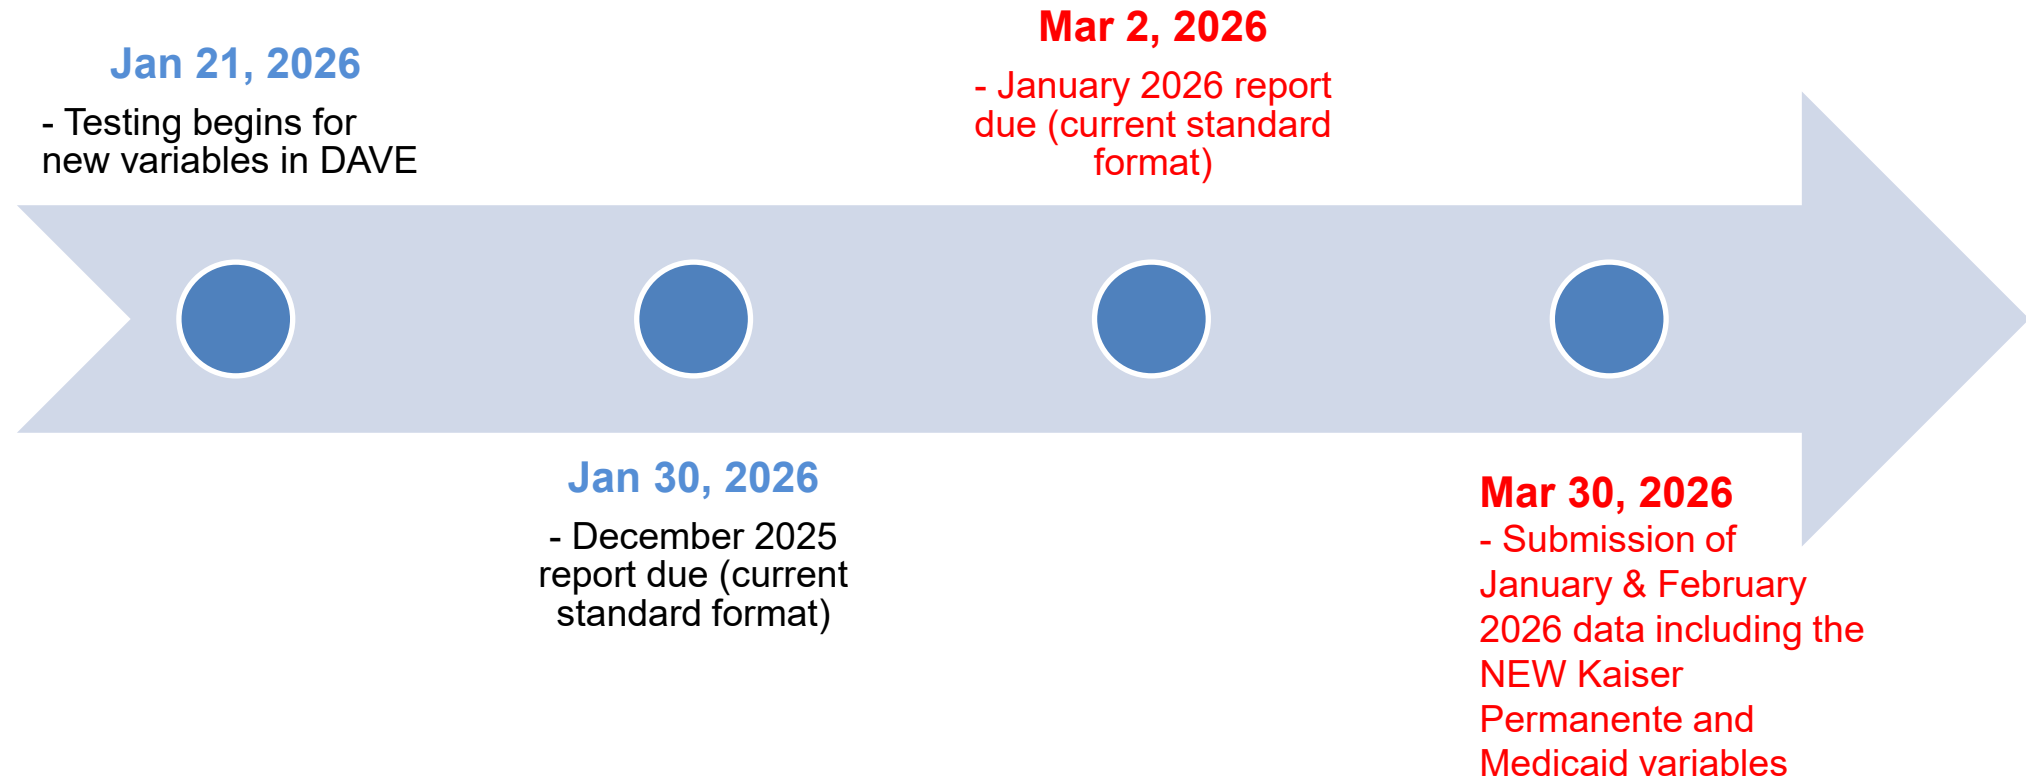 Jan 21, 2026
- Testing begins for
new variables in DAVE
Jan 30, 2026
- December 2025
report due (current
standard format)
Mar 2, 2026
- January 2026 report
due (current standard
format)
Mar 30, 2026
- Submission of
January & February
2026 data including the
NEW Kaiser
Permanente and
Medicaid variables